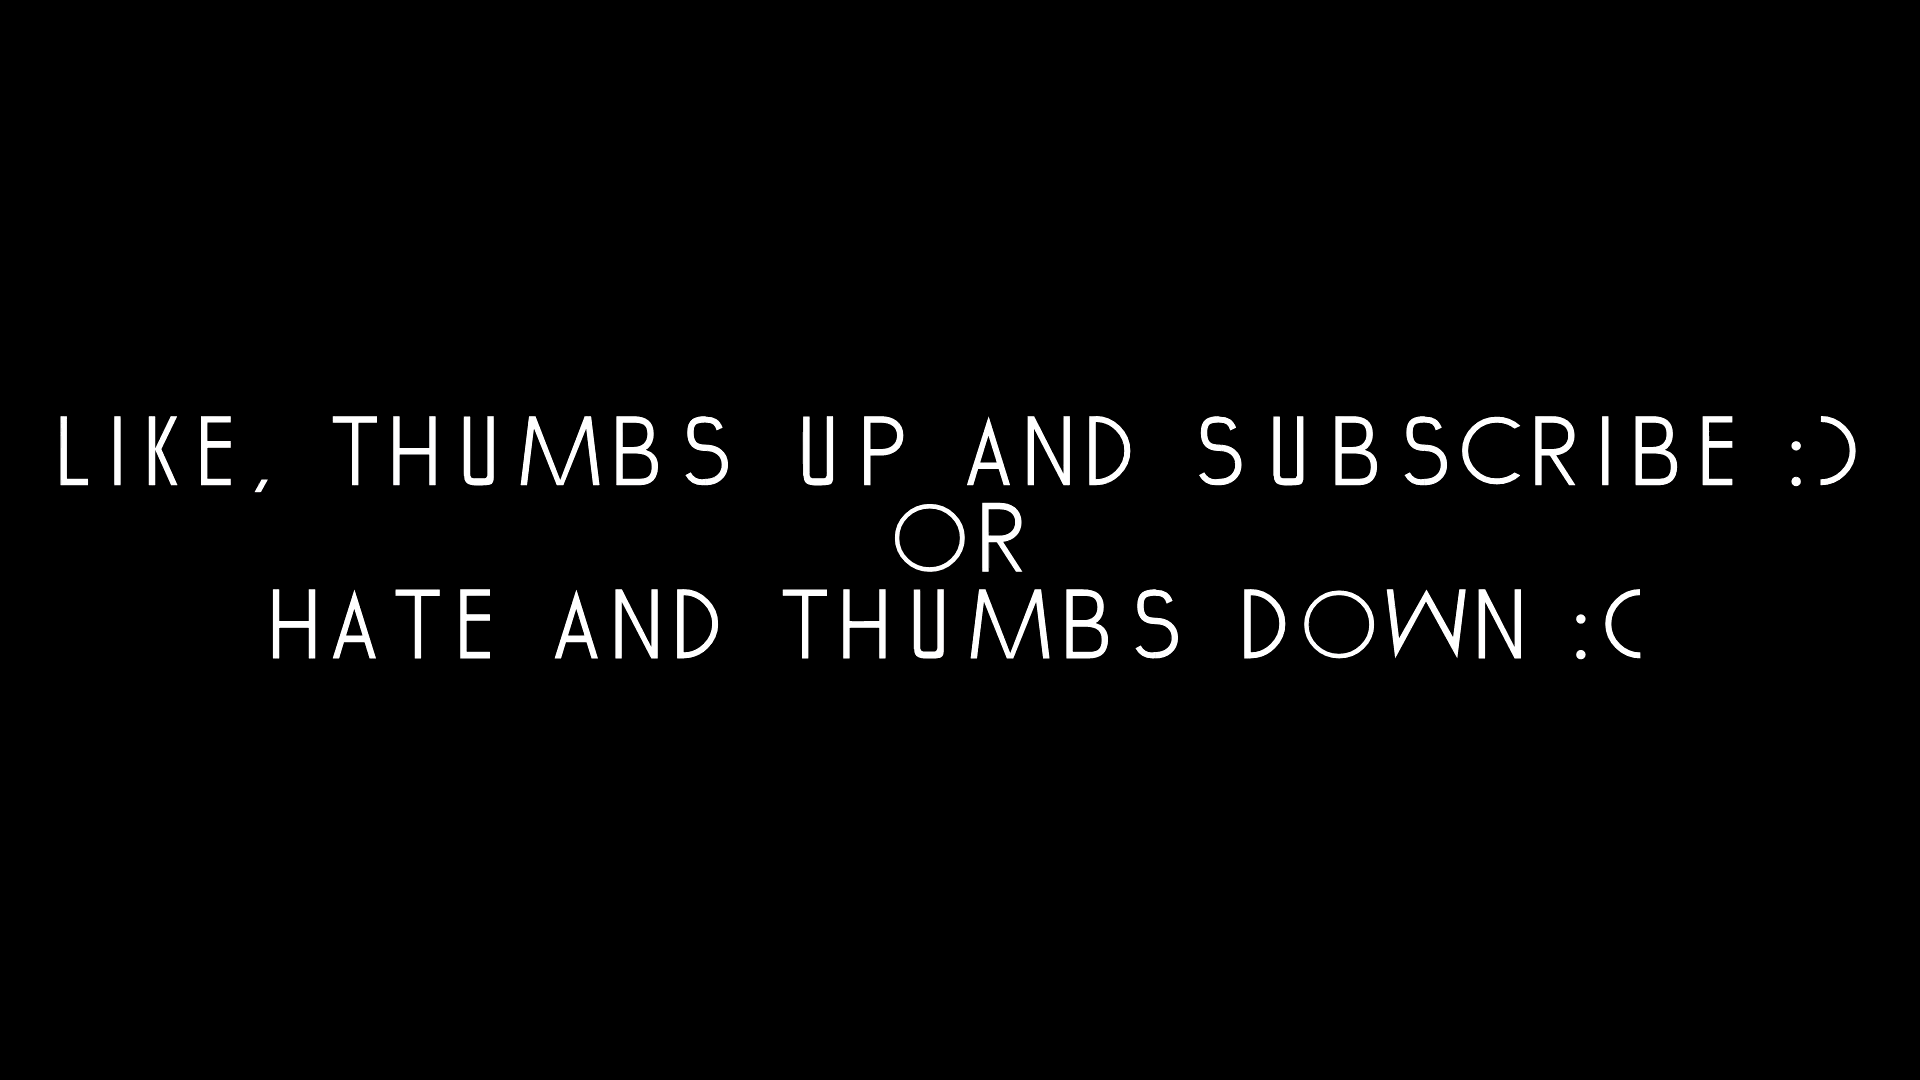 LIKE, THUMBS UP AND SUBSCRIBE :)
OR
HATE AND THUMBS DOWN :(